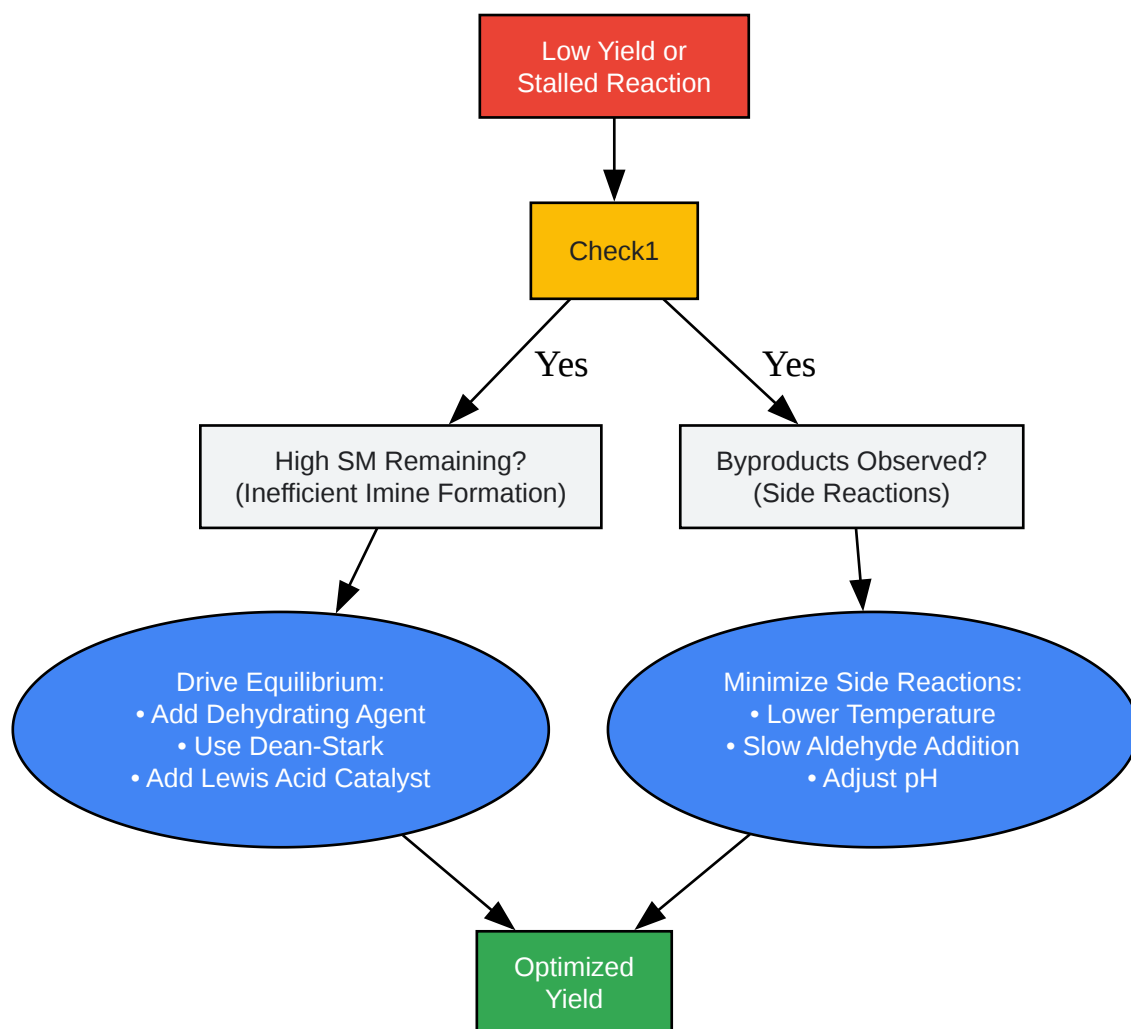 Low Yield or
Stalled Reaction
Check1
Yes
Yes
High SM Remaining?
(Inefficient Imine Formation)
Byproducts Observed?
(Side Reactions)
Drive Equilibrium:
• Add Dehydrating Agent
• Use Dean-Stark
• Add Lewis Acid Catalyst
Minimize Side Reactions:
• Lower Temperature
• Slow Aldehyde Addition
• Adjust pH
Optimized
Yield